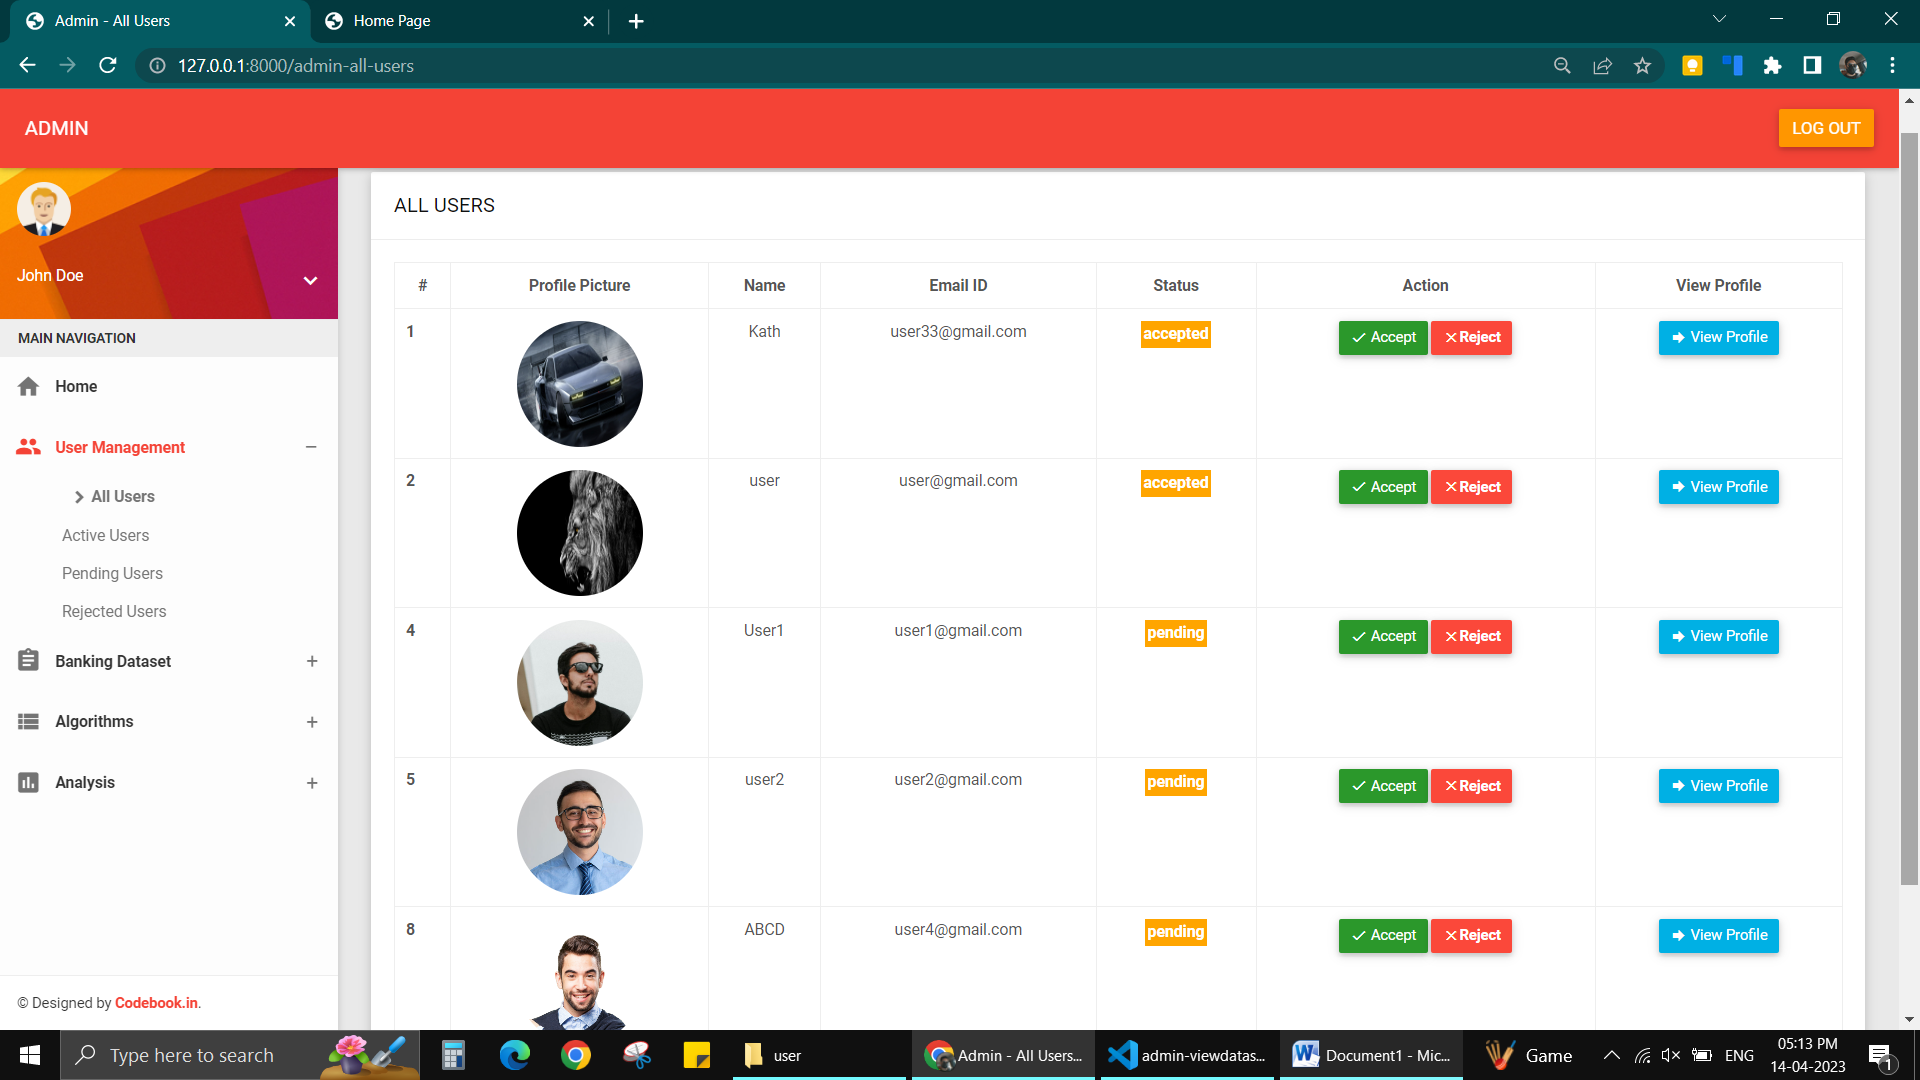 Admin - All Users
Home Page
127.0.0.1:8000/admin-all-users
ADMIN
LOG OUT
John Doe
MAIN NAVIGATION
Home
User Management
All Users
Active Users
Pending Users
Rejected Users
Banking Dataset
Algorithms
Analysis
© Designed by Codebook.in.
ALL USERS
# Profile Picture Name Email ID Status Action View Profile
1 Kath user33@gmail.com accepted Accept Reject View Profile
2 user user@gmail.com accepted Accept Reject View Profile
4 User1 user1@gmail.com pending Accept Reject View Profile
5 user2 user2@gmail.com pending Accept Reject View Profile
8 ABCD user4@gmail.com pending Accept Reject View Profile
Type here to search
user
Admin - All Users...
admin-viewdatas...
Document1 - Mic...
Game
ENG
05:13 PM
14-04-2023
1